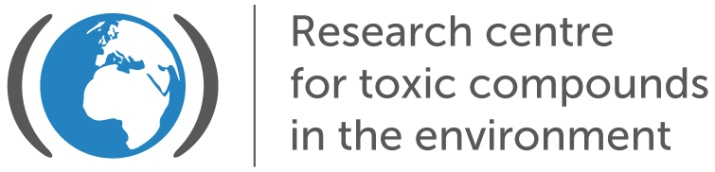 Research centre
for toxic compounds
in the environment